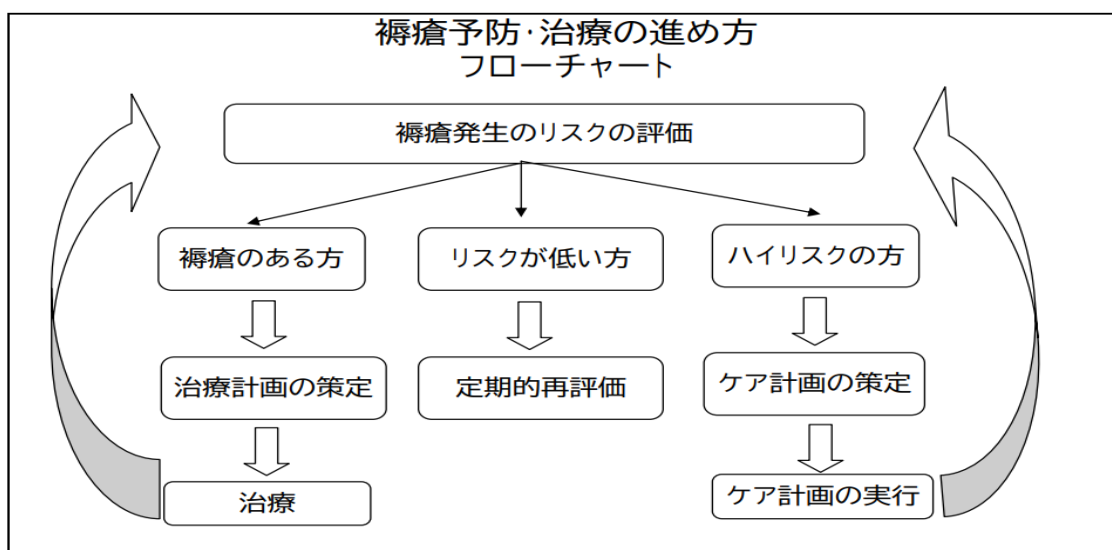 褥瘡予防･治療の進め方
フローチャート
褥瘡発生のリスクの評価
褥瘡のある方
リスクが低い方
ハイリスクの方
治療計画の策定
定期的再評価
ケア計画の策定
治療
ケア計画の実行